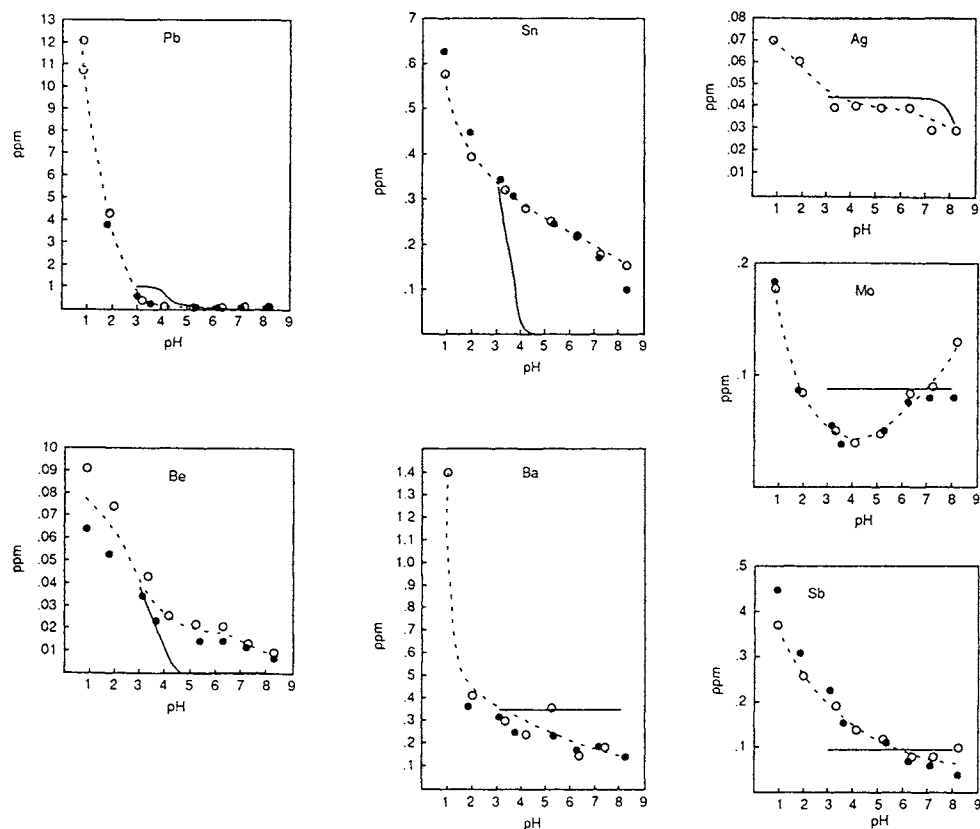 Pb
13
12
11
10
9
8
7
6
5
4
3
2
1
ppm
1 2 3 4 5 6 7 8 9
pH
Sn
.7
.6
.5
.4
.3
.2
.1
ppm
1 2 3 4 5 6 7 8 9
pH
Ag
.08
.07
.06
.05
.04
.03
.02
.01
ppm
1 2 3 4 5 6 7 8 9
pH
Mo
.2
.1
ppm
1 2 3 4 5 6 7 8 9
pH
Be
10
.09
.08
.07
.06
.05
.04
.03
.02
01
ppm
1 2 3 4 5 6 7 8 9
pH
Ba
1.4
1.3
1.2
1.1
1.0
.9
.8
.7
.6
.5
.4
.3
.2
.1
ppm
1 2 3 4 5 6 7 8 9
pH
Sb
.5
.4
.3
.2
.1
ppm
1 2 3 4 5 6 7 8 9
pH